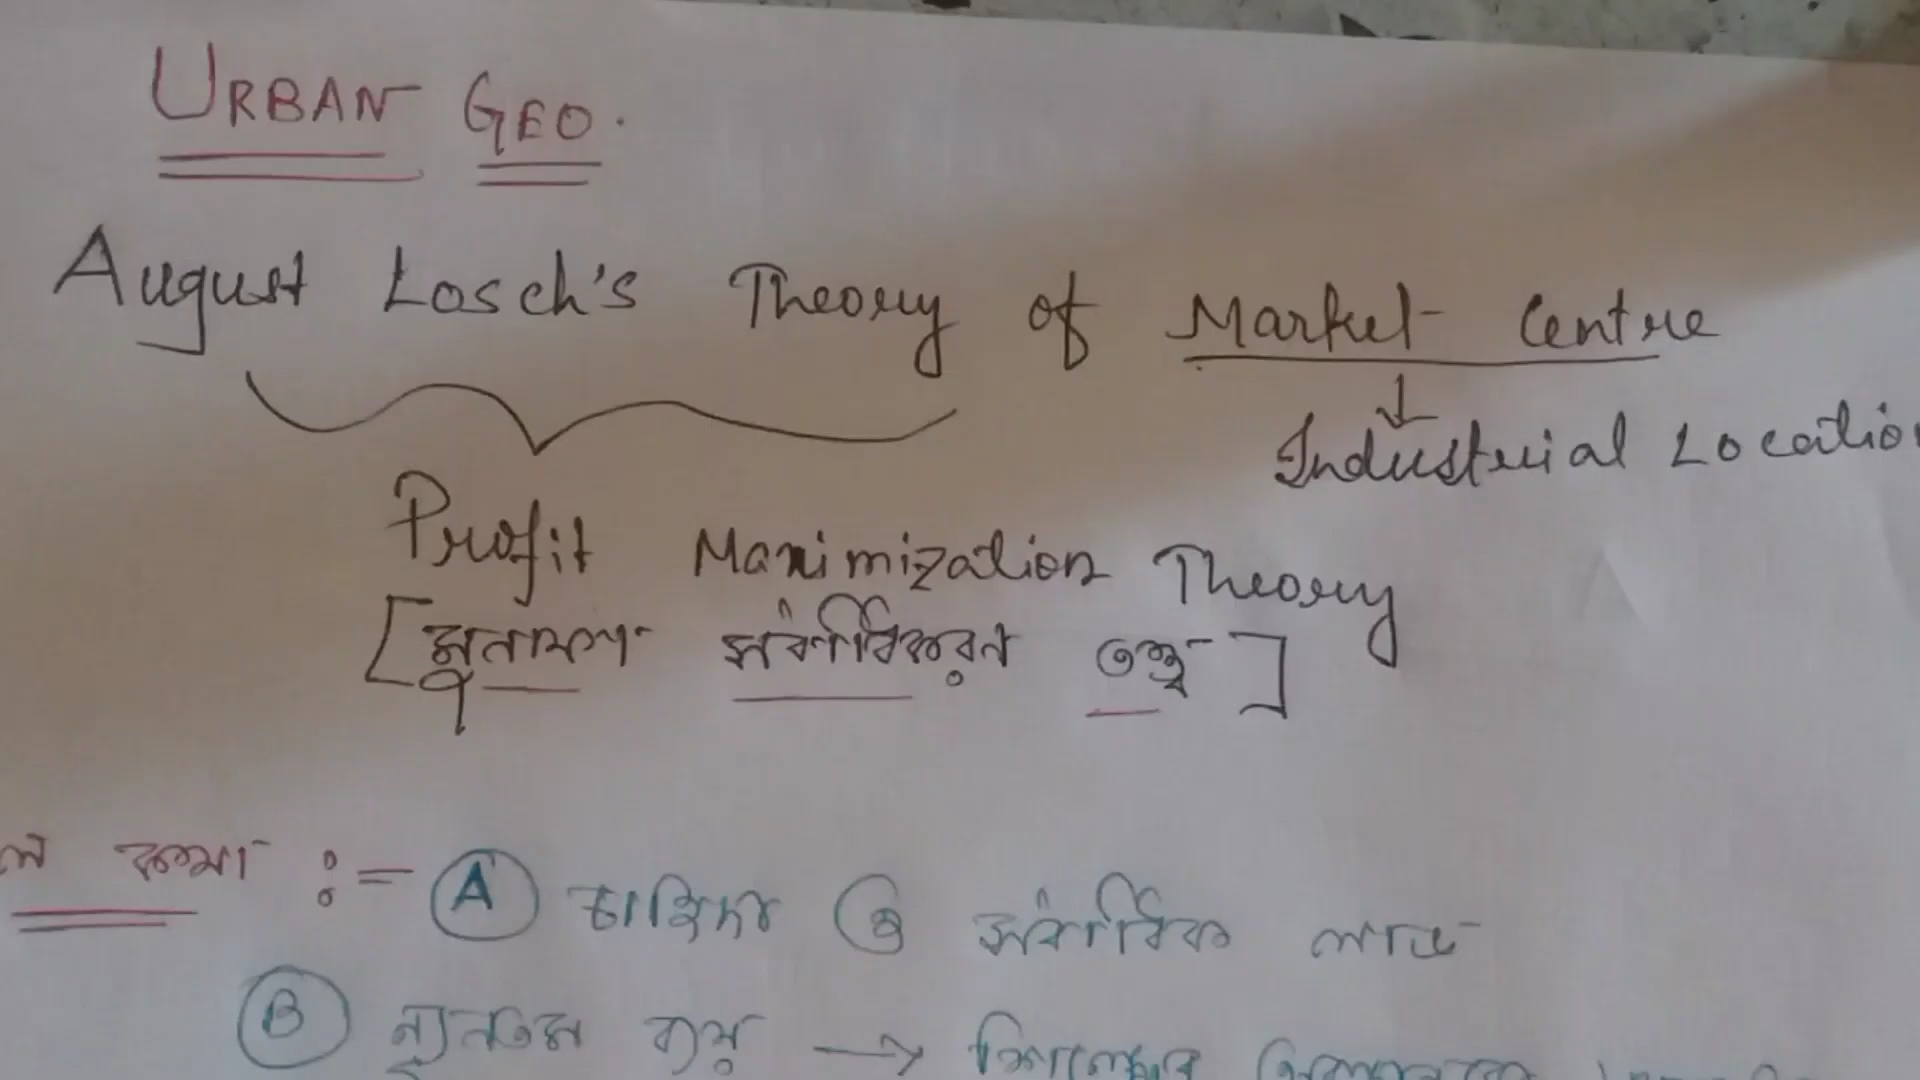 URBAN GEO.
August Losch's Theory of Market Centre
Industrial Location
Profit Maximization Theory
[মুনাফা সর্বাধিকরণ তত্ত্ব]
কথা :- (A) চাহিদা ও সর্বাধিক লাভ
(B) ন্যূনতম ব্যয় → শিল্পের